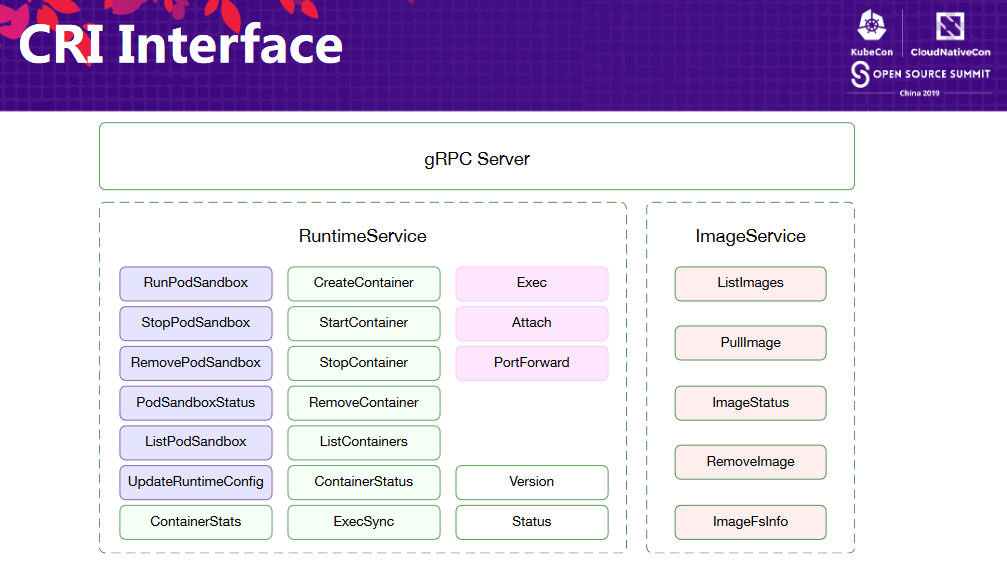 CRI Interface
KubeCon
CloudNativeCon
OPEN SOURCE SUMMIT
China 2019
gRPC Server
RuntimeService
RunPodSandbox
CreateContainer
Exec
StopPodSandbox
StartContainer
Attach
RemovePodSandbox
StopContainer
PortForward
PodSandboxStatus
RemoveContainer
ListPodSandbox
ListContainers
UpdateRuntimeConfig
ContainerStatus
Version
ContainerStats
ExecSync
Status
ImageService
ListImages
PullImage
ImageStatus
RemoveImage
ImageFsInfo